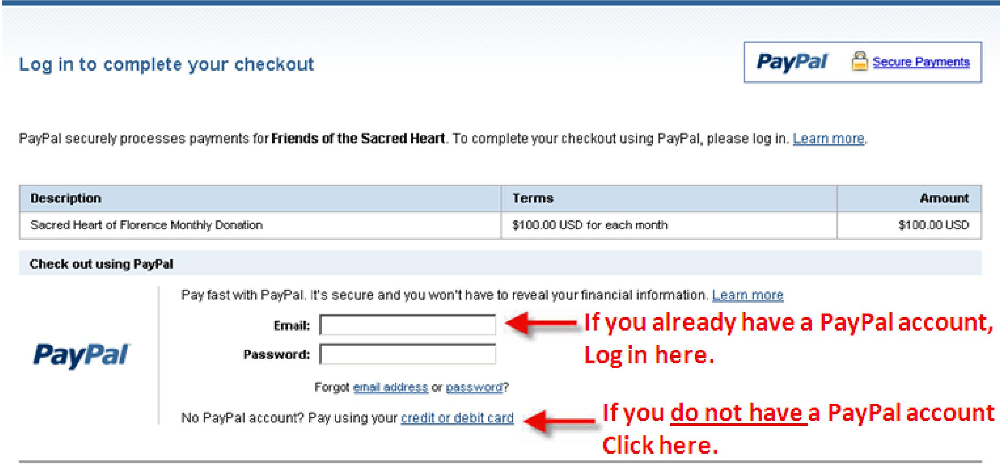 Log in to complete your checkout
PayPal Secure Payments
PayPal securely processes payments for Friends of the Sacred Heart. To complete your checkout using PayPal, please log in. Learn more.
Description Terms Amount
Sacred Heart of Florence Monthly Donation $100.00 USD for each month $100.00 USD
Check out using PayPal
Pay fast with PayPal. It's secure and you won't have to reveal your financial information. Learn more
Email: If you already have a PayPal account,
PayPal Password: Log in here.
Forgot email address or password?
No PayPal account? Pay using your credit or debit card If you do not have a PayPal account
Click here.